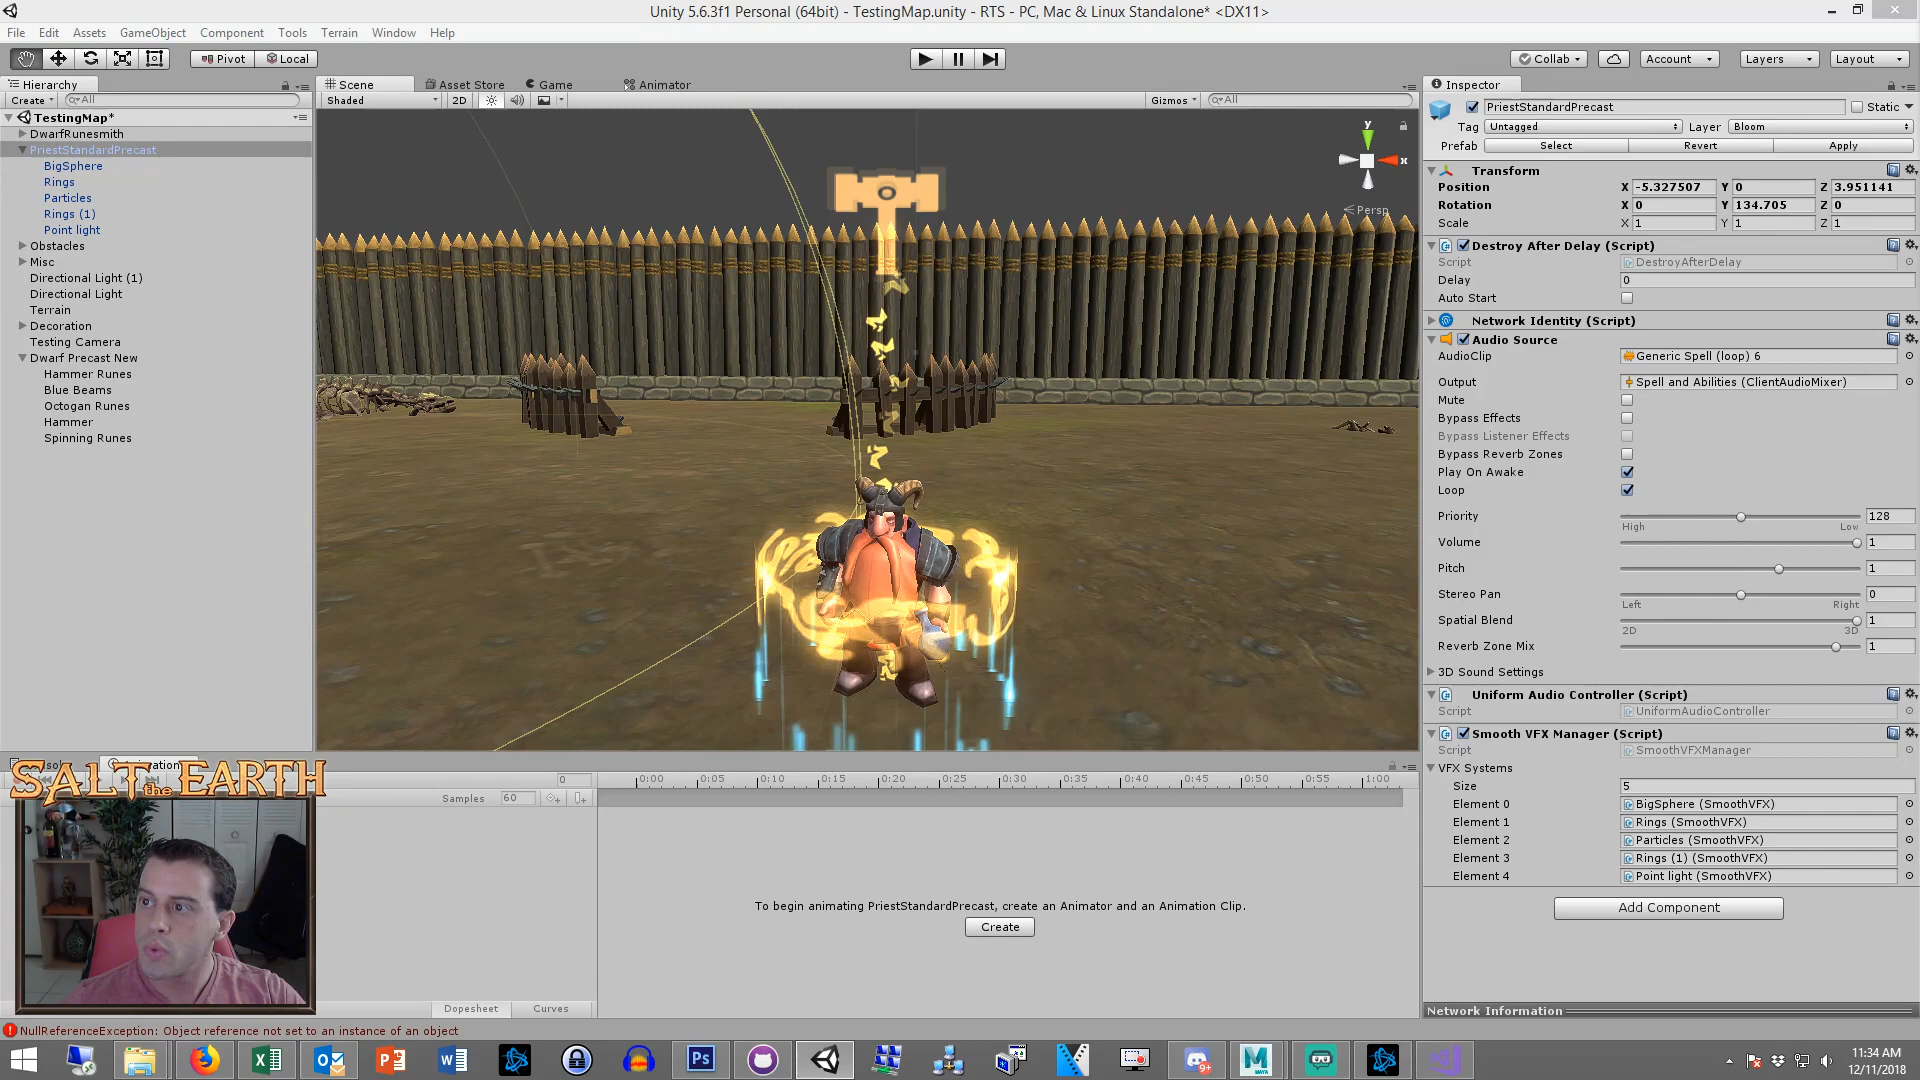 Unity 5.6.3f1 Personal (64bit) - TestingMap.unity - RTS - PC, Mac & Linux Standalone* <DX11>
File Edit Assets GameObject Component Tools Terrain Window Help
Pivot Local Collab Account Layers Layout
Hierarchy
Create All
TestingMap*
DwarfRunesmith
PriestStandardPrecast
BigSphere
Rings
Particles
Rings (1)
Point light
Obstacles
Misc
Directional Light (1)
Directional Light
Terrain
Decoration
Testing Camera
Dwarf Precast New
Hammer Runes
Blue Beams
Octogan Runes
Hammer
Spinning Runes
Scene Asset Store Game Animator
Shaded 2D Gizmos All
y
x
Persp
Inspector
PriestStandardPrecast Static
Tag Untagged Layer Bloom
Prefab Select Revert Apply
Transform
Position X -5.327507 Y 0 Z 3.951141
Rotation X 0 Y 134.705 Z 0
Scale X 1 Y 1 Z 1
Destroy After Delay (Script)
Script DestroyAfterDelay
Delay 0
Auto Start
Network Identity (Script)
Audio Source
AudioClip Generic Spell (loop) 6
Output Spell and Abilities (ClientAudioMixer)
Mute
Bypass Effects
Bypass Listener Effects
Bypass Reverb Zones
Play On Awake
Loop
Priority 128
High Low
Volume 1
Pitch 1
Stereo Pan 0
Left Right
Spatial Blend 1
2D 3D
Reverb Zone Mix 1
3D Sound Settings
Uniform Audio Controller (Script)
Script UniformAudioController
Smooth VFX Manager (Script)
Script SmoothVFXManager
VFX Systems
Size 5
Element 0 BigSphere (SmoothVFX)
Element 1 Rings (SmoothVFX)
Element 2 Particles (SmoothVFX)
Element 3 Rings (1) (SmoothVFX)
Element 4 Point light (SmoothVFX)
Add Component
Network Information
SALT the EARTH
0 0:00 0:05 0:10 0:15 0:20 0:25 0:30 0:35 0:40 0:45 0:50 0:55 1:00
Samples 60
To begin animating PriestStandardPrecast, create an Animator and an Animation Clip.
Create
Dopesheet Curves
NullReferenceException: Object reference not set to an instance of an object
Ps
9+
11:34 AM
12/11/2018